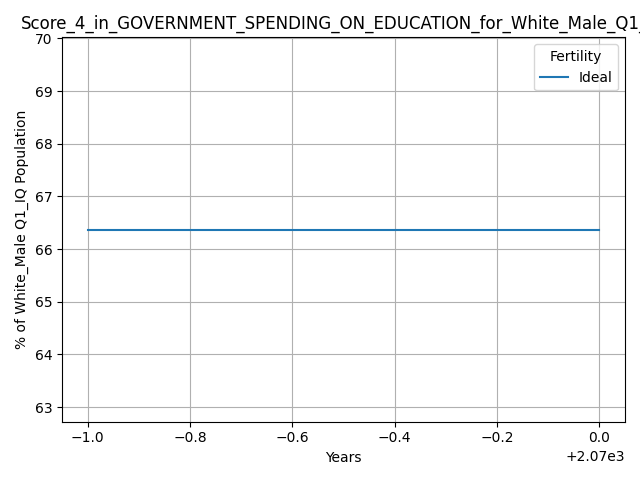 Score_4_in_GOVERNMENT_SPENDING_ON_EDUCATION_for_White_Male_Q1_
70
69
68
67
66
65
64
63
% of White_Male Q1_IQ Population
Fertility
Ideal
−1.0 −0.8 −0.6 −0.4 −0.2 0.0
Years
+2.07e3